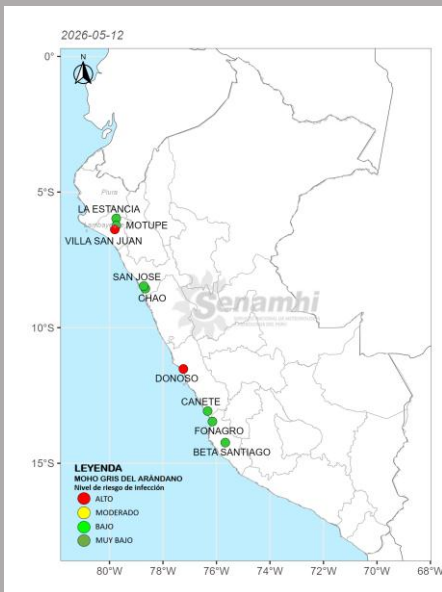 2026-05-12
N
0°
5°S
10°S
15°S
Piura
LA ESTANCIA
MOTUPE
VILLA SAN JUAN
SAN JOSE
CHAO
Senamhi
DONOSO
CANETE
FONAGRO
BETA SANTIAGO
LEYENDA
MOHO GRIS DEL ARÁNDANO
Nivel de riesgo de infección
ALTO
MODERADO
BAJO
MUY BAJO
80°W 78°W 76°W 74°W 72°W 70°W 68°W